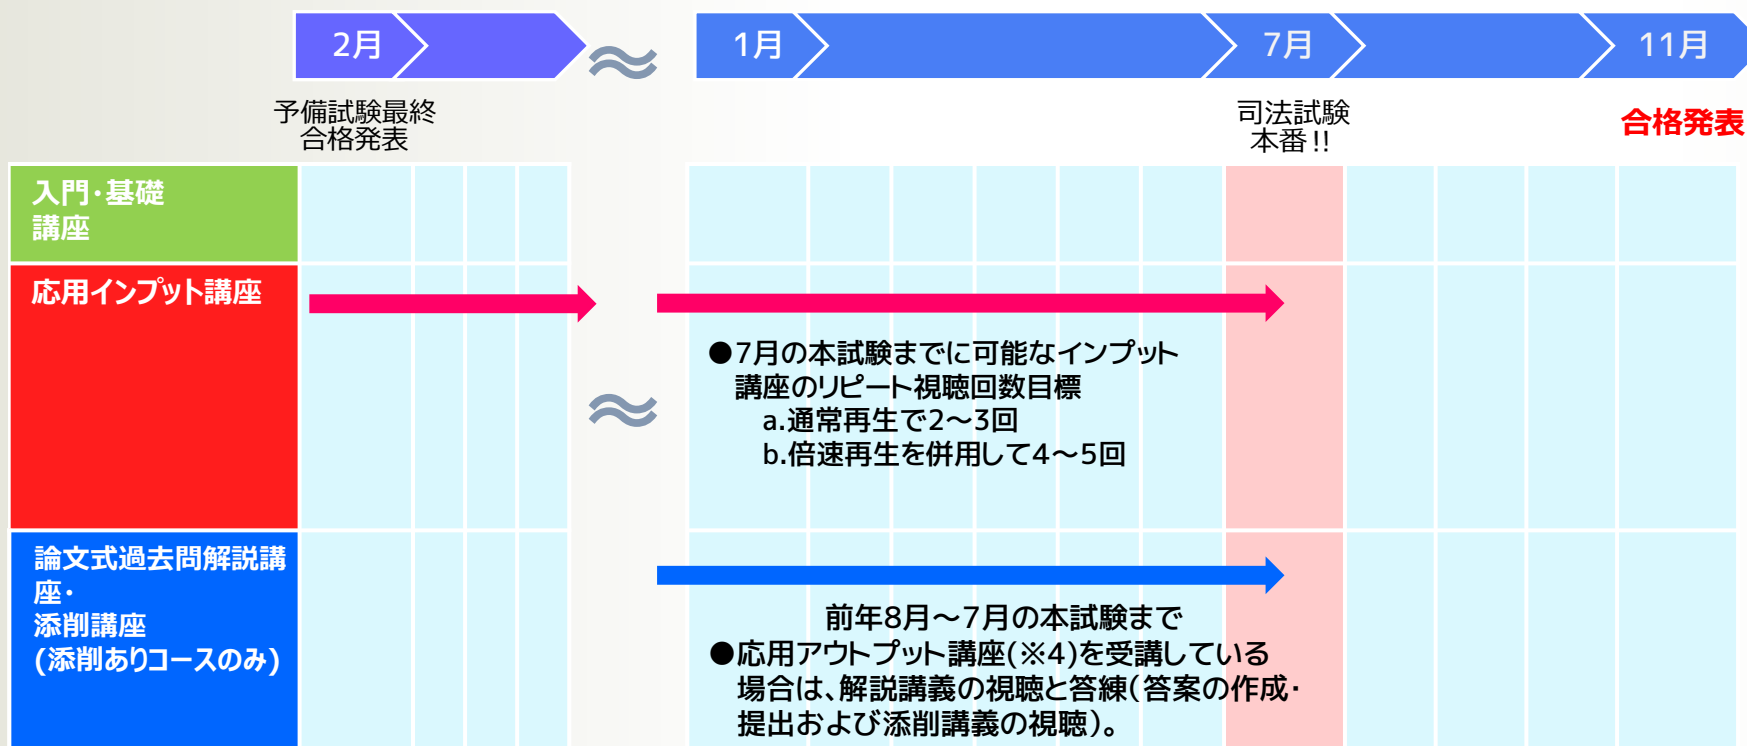 2月
1月
7月
11月
予備試験最終
合格発表
司法試験
本番!!
合格発表
入門・基礎
講座
応用インプット講座
●7月の本試験までに可能なインプット
講座のリピート視聴回数目標
a.通常再生で2～3回
b.倍速再生を併用して4～5回
論文式過去問解説講
座・
添削講座
(添削ありコースのみ)
前年8月～7月の本試験まで
●応用アウトプット講座(※4)を受講している
場合は、解説講義の視聴と答練(答案の作成・
提出および添削講義の視聴)。